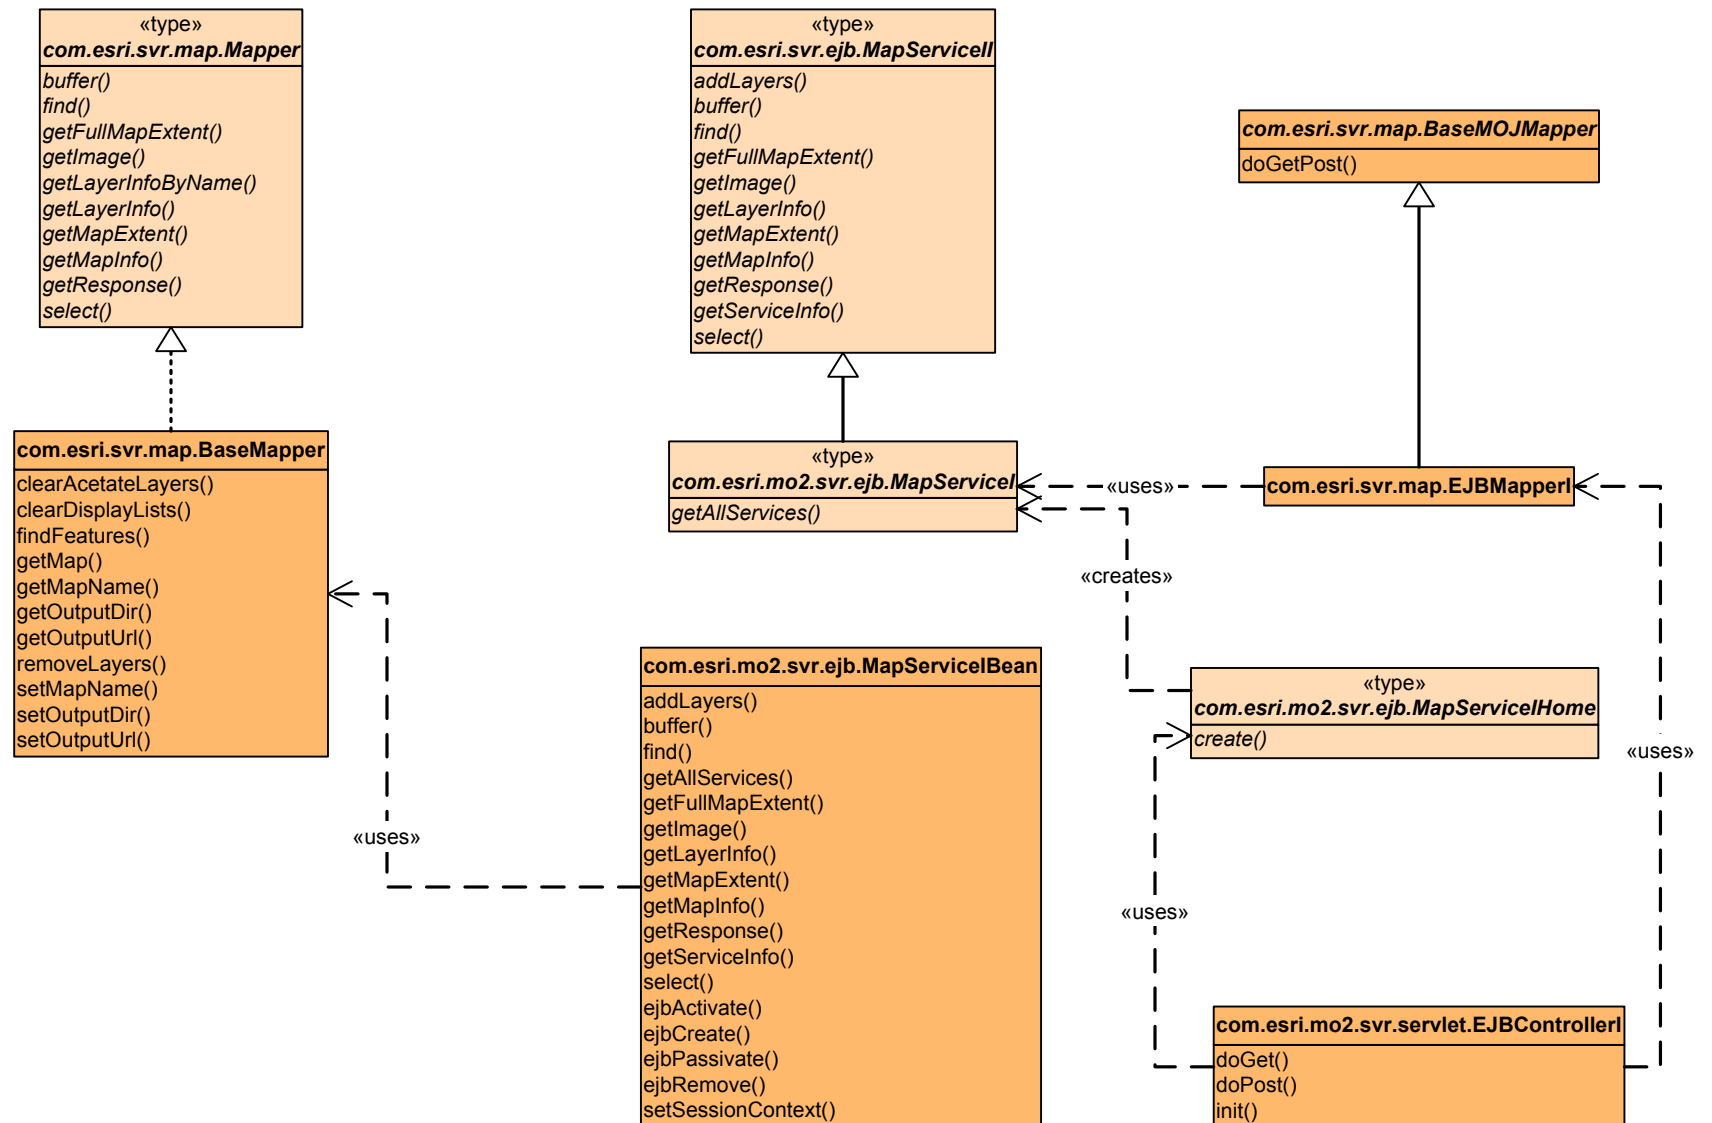 «type»
com.esri.svr.map.Mapper
buffer()
find()
getFullMapExtent()
getImage()
getLayerInfoByName()
getLayerInfo()
getMapExtent()
getMapInfo()
getResponse()
select()
«type»
com.esri.svr.ejb.MapServiceII
addLayers()
buffer()
find()
getFullMapExtent()
getImage()
getLayerInfo()
getMapExtent()
getMapInfo()
getResponse()
getServiceInfo()
select()
com.esri.svr.map.BaseMOJMapper
doGetPost()
com.esri.svr.map.BaseMapper
clearAcetateLayers()
clearDisplayLists()
findFeatures()
getMap()
getMapName()
getOutputDir()
getOutputUrl()
removeLayers()
setMapName()
setOutputDir()
setOutputUrl()
«type»
com.esri.mo2.svr.ejb.MapServiceI
getAllServices()
«uses»
com.esri.svr.map.EJBMapperI
«creates»
com.esri.mo2.svr.ejb.MapServiceIBean
addLayers()
buffer()
find()
getAllServices()
getFullMapExtent()
getImage()
getLayerInfo()
getMapExtent()
getMapInfo()
getResponse()
getServiceInfo()
select()
ejbActivate()
ejbCreate()
ejbPassivate()
ejbRemove()
setSessionContext()
«uses»
«type»
com.esri.mo2.svr.ejb.MapServiceIHome
create()
«uses»
«uses»
com.esri.mo2.svr.servlet.EJBControllerI
doGet()
doPost()
init()